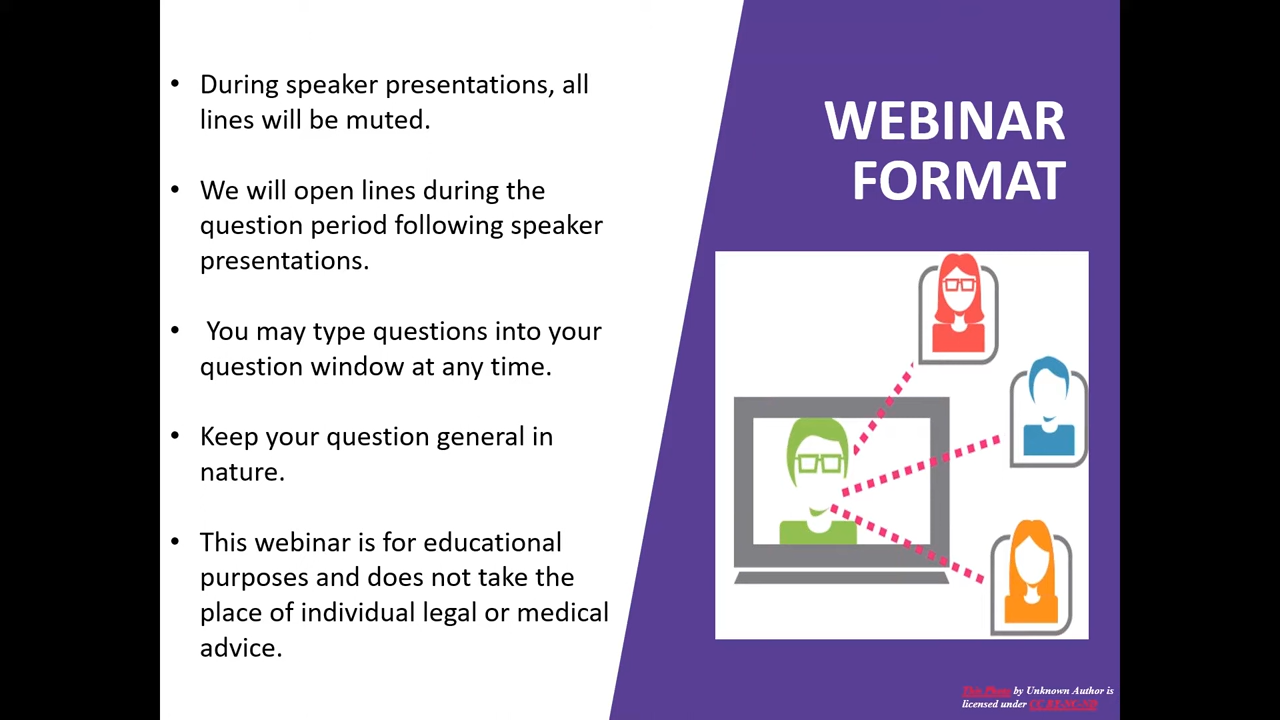 • During speaker presentations, all
lines will be muted.
• We will open lines during the
question period following speaker
presentations.
• You may type questions into your
question window at any time.
• Keep your question general in
nature.
• This webinar is for educational
purposes and does not take the
place of individual legal or medical
advice.
WEBINAR
FORMAT
This Photo by Unknown Author is
licensed under CC BY-NC-ND